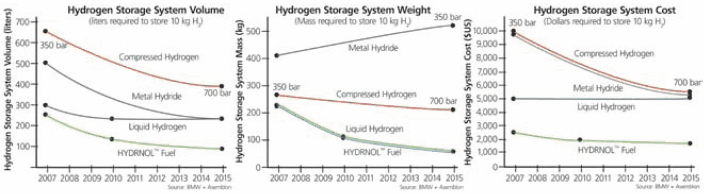 Hydrogen Storage System Volume
(liters required to store 10 kg H₂)
Hydrogen Storage System Volume (liters)
700
600
500
400
300
200
100
350 bar
Compressed Hydrogen
Metal Hydride
700 bar
Liquid Hydrogen
HYDRNOL™ Fuel
2007 2008 2009 2010 2011 2012 2013 2014 2015
Source: BMW + Asemblon
Hydrogen Storage System Weight
(Mass required to store 10 kg H₂)
Hydrogen Storage System Mass (kg)
500
400
300
200
100
0
Metal Hydride
350 bar
Compressed Hydrogen
700 bar
Liquid Hydrogen
HYDRNOL™ Fuel
2007 2008 2009 2010 2011 2012 2013 2014 2015
Source: BMW + Asemblon
Hydrogen Storage System Cost
(Dollars required to store 10 kg H₂)
Hydrogen Storage System Cost ($US)
10,000
9,000
8,000
7,000
6,000
5,000
4,000
3,000
2,000
1,000
0
350 bar
Compressed Hydrogen
700 bar
Metal Hydride
Liquid Hydrogen
HYDRNOL™ Fuel
2007 2008 2009 2010 2011 2012 2013 2014 2015
Source: BMW + Asemblon